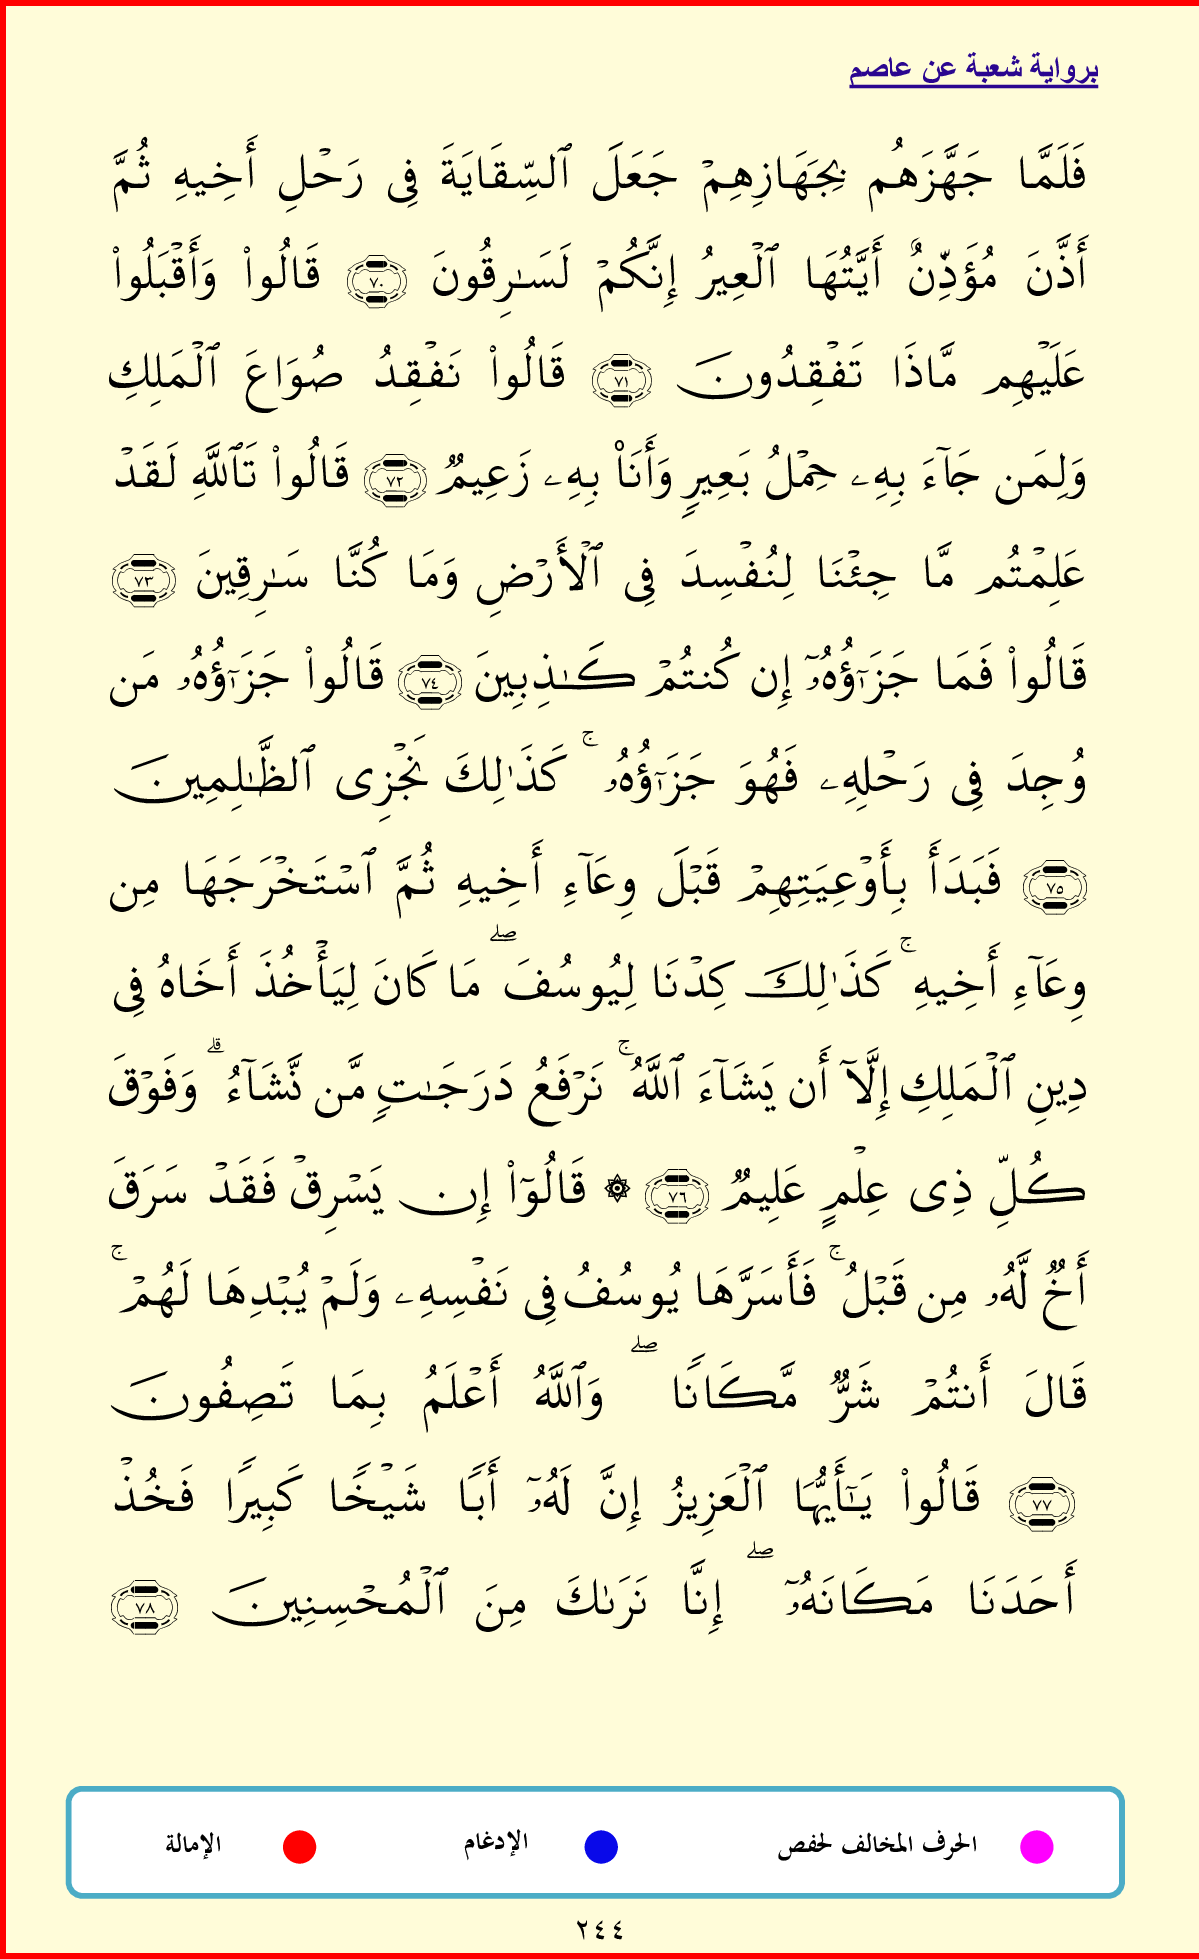 برواية شعبة عن عاصم
فَلَمَّا جَهَّزَهُم بِجَهَازِهِمْ جَعَلَ ٱلسِّقَايَةَ فِى رَحْلِ أَخِيهِ ثُمَّ
أَذَّنَ مُؤَذِّنٌ أَيَّتُهَا ٱلْعِيرُ إِنَّكُمْ لَسَـٰرِقُونَ ٧٠ قَالُوا۟ وَأَقْبَلُوا۟
عَلَيْهِم مَّاذَا تَفْقِدُونَ ٧١ قَالُوا۟ نَفْقِدُ صُوَاعَ ٱلْمَلِكِ
وَلِمَن جَآءَ بِهِۦ حِمْلُ بَعِيرٍ وَأَنَا۠ بِهِۦ زَعِيمٌ ٧٢ قَالُوا۟ تَٱللَّهِ لَقَدْ
عَلِمْتُم مَّا جِئْنَا لِنُفْسِدَ فِى ٱلْأَرْضِ وَمَا كُنَّا سَـٰرِقِينَ ٧٣
قَالُوا۟ فَمَا جَزَٰٓؤُهُۥٓ إِن كُنتُمْ كَـٰذِبِينَ ٧٤ قَالُوا۟ جَزَٰٓؤُهُۥ مَن
وُجِدَ فِى رَحْلِهِۦ فَهُوَ جَزَٰٓؤُهُۥ ۚ كَذَٰلِكَ نَجْزِى ٱلظَّـٰلِمِينَ
٧٥ فَبَدَأَ بِأَوْعِيَتِهِمْ قَبْلَ وِعَآءِ أَخِيهِ ثُمَّ ٱسْتَخْرَجَهَا مِن
وِعَآءِ أَخِيهِ ۚ كَذَٰلِكَ كِدْنَا لِيُوسُفَ ۖ مَا كَانَ لِيَأْخُذَ أَخَاهُ فِى
دِينِ ٱلْمَلِكِ إِلَّآ أَن يَشَآءَ ٱللَّهُ ۚ نَرْفَعُ دَرَجَـٰتِ مَّن نَّشَآءُ ۗ وَفَوْقَ
كُلِّ ذِى عِلْمٍ عَلِيمٌ ٧٦ ۞ قَالُوٓا۟ إِن يَسْرِقْ فَقَدْ سَرَقَ
أَخٌ لَّهُۥ مِن قَبْلُ ۚ فَأَسَرَّهَا يُوسُفُ فِى نَفْسِهِۦ وَلَمْ يُبْدِهَا لَهُمْ ۚ
قَالَ أَنتُمْ شَرٌّ مَّكَانًا ۖ وَٱللَّهُ أَعْلَمُ بِمَا تَصِفُونَ
٧٧ قَالُوا۟ يَـٰٓأَيُّهَا ٱلْعَزِيزُ إِنَّ لَهُۥٓ أَبًا شَيْخًا كَبِيرًا فَخُذْ
أَحَدَنَا مَكَانَهُۥٓ ۖ إِنَّا نَرَىٰكَ مِنَ ٱلْمُحْسِنِينَ ٧٨
الحرف المخالف لحفص الإدغام الإمالة
٢٤٤